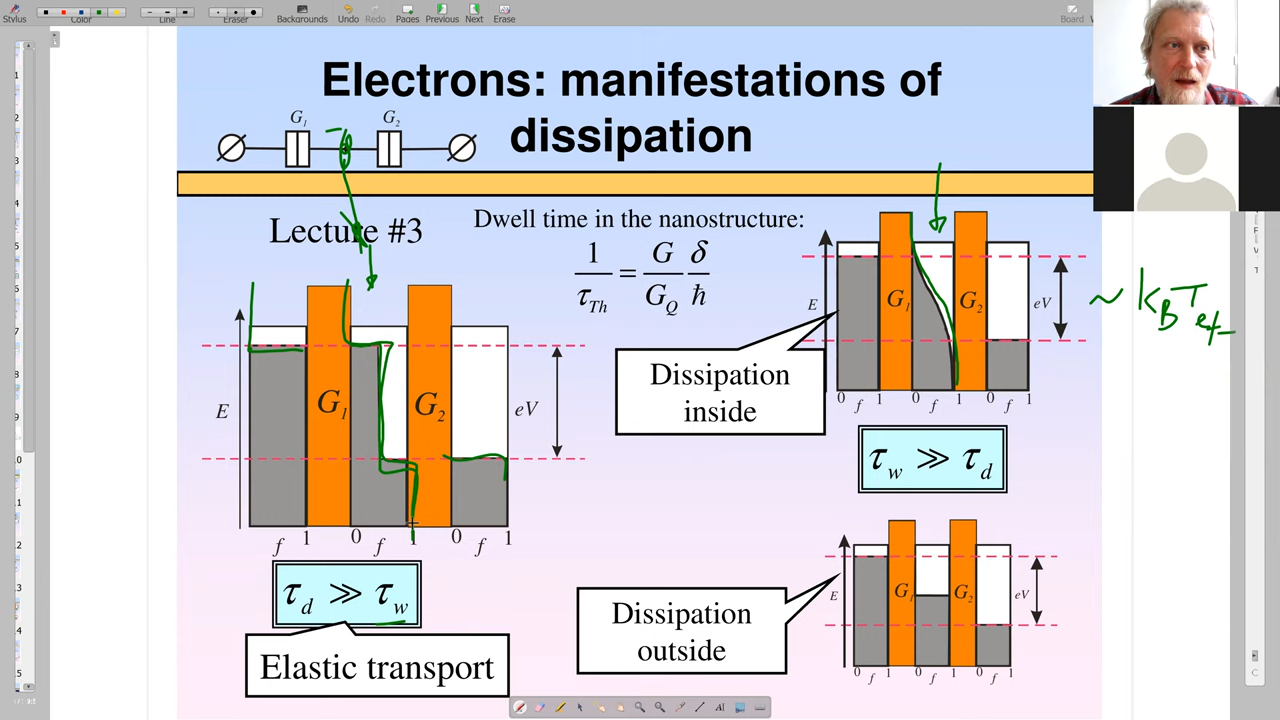 Stylus
Color
Line
Eraser
Backgrounds
Undo
Redo
Pages
Previous
Next
Erase
Board
Electrons: manifestations of
dissipation
G1
G2
Lecture #3
Dwell time in the nanostructure:
1/τTh = G/GQ δ/ħ
E
G1
G2
eV
f 1 0 f 1 0 f 1
τd ≫ τw
Elastic transport
Dissipation
inside
E
G1
G2
eV
0 f 1 0 f 1 0 f 1
~ kBTef
τw ≫ τd
Dissipation
outside
E
G1
G2
eV
0 f 1 0 f 1 0 f 1